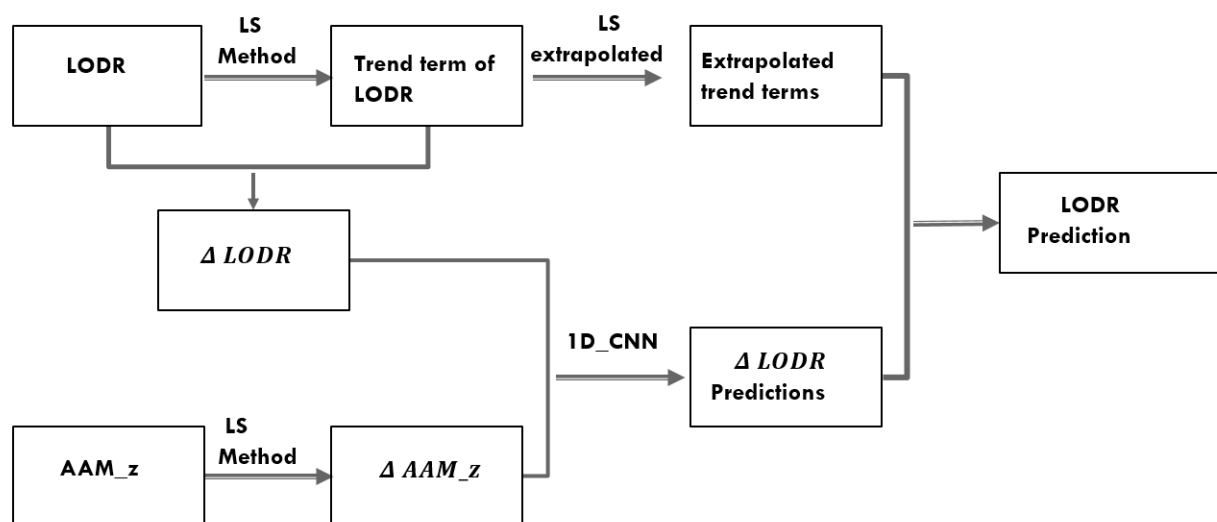 LODR
LS
Method
Trend term of
LODR
LS
extrapolated
Extrapolated
trend terms
LODR
Prediction
Δ LODR
1D_CNN
Δ LODR
Predictions
AAM_z
LS
Method
Δ AAM_z